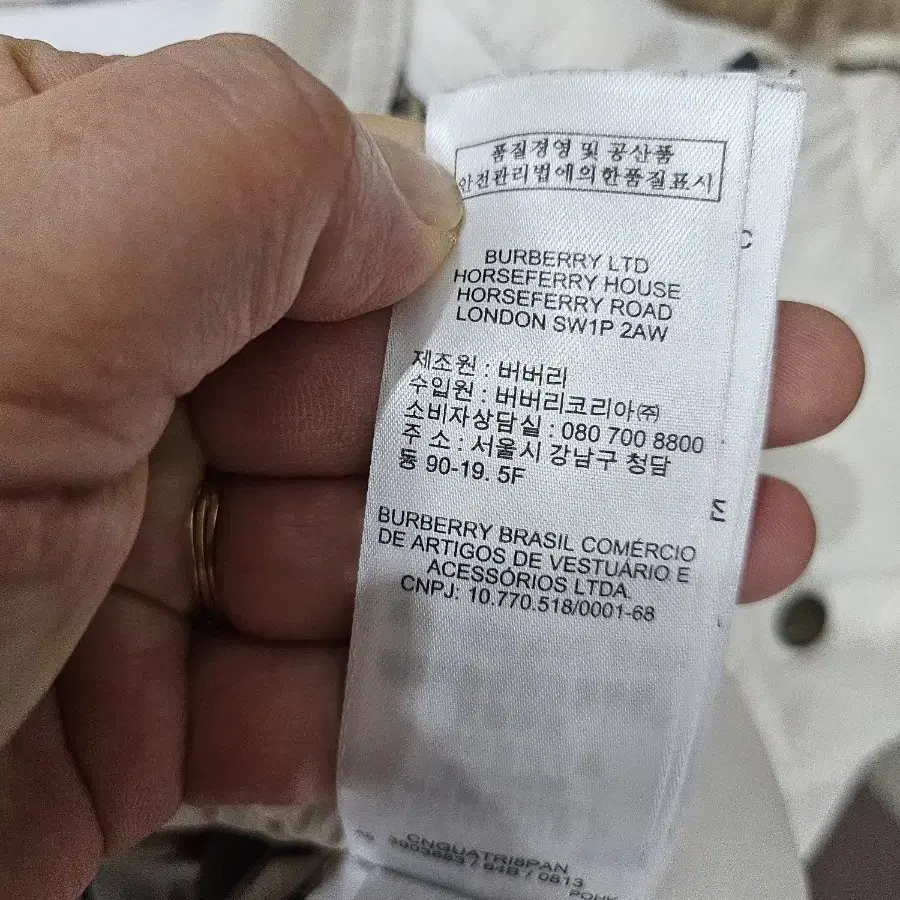 품질경영 및 공산품
안전관리법에의한품질표시
BURBERRY LTD
HORSEFERRY HOUSE
HORSEFERRY ROAD
LONDON SW1P 2AW
제조원 : 버버리
수입원 : 버버리코리아㈜
소비자상담실 : 080 700 8800
주 소 : 서울시 강남구 청담
동 90-19. 5F
BURBERRY BRASIL COMÉRCIO
DE ARTIGOS DE VESTUÁRIO E
ACESSÓRIOS LTDA.
CNPJ: 10.770.518/0001-68
CNQUATRISPAN
3903683 / 84B / 0813